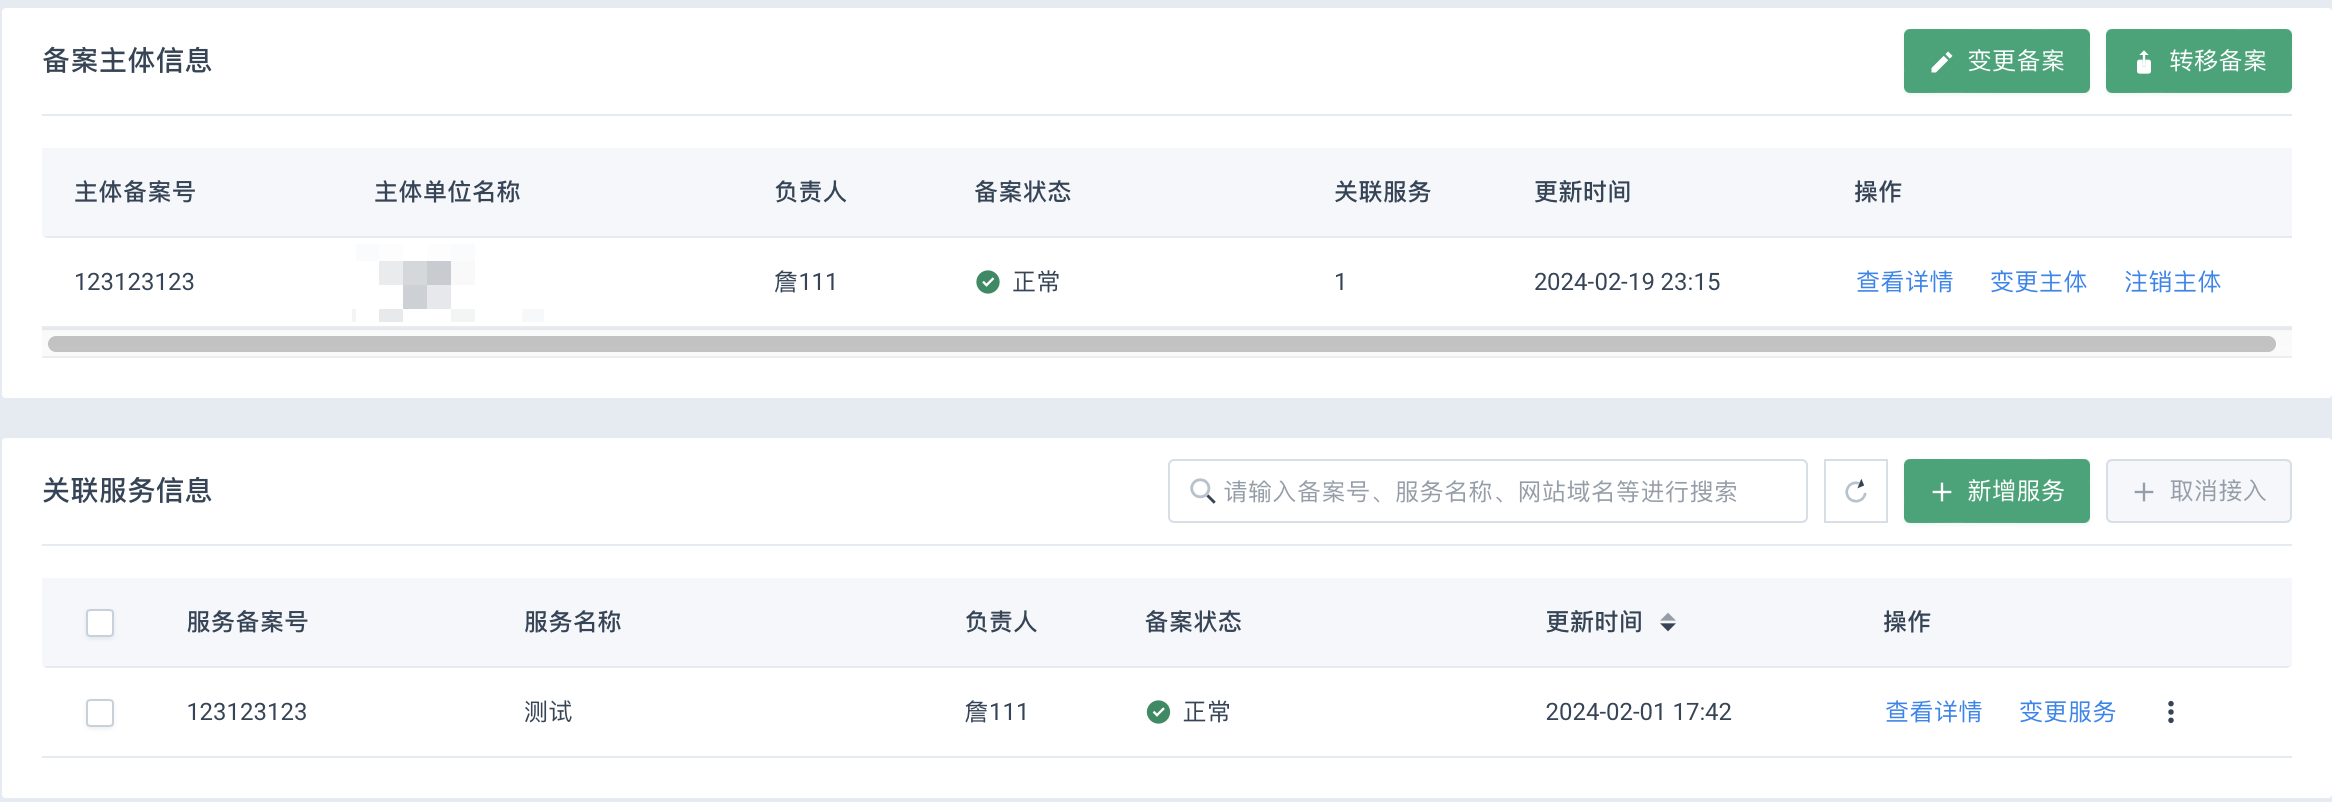 备案主体信息 变更备案 转移备案
主体备案号 主体单位名称 负责人 备案状态 关联服务 更新时间 操作
123123123 詹111 正常 1 2024-02-19 23:15 查看详情 变更主体 注销主体
关联服务信息 请输入备案号、服务名称、网站域名等进行搜索 新增服务 取消接入
服务备案号 服务名称 负责人 备案状态 更新时间 操作
123123123 测试 詹111 正常 2024-02-01 17:42 查看详情 变更服务